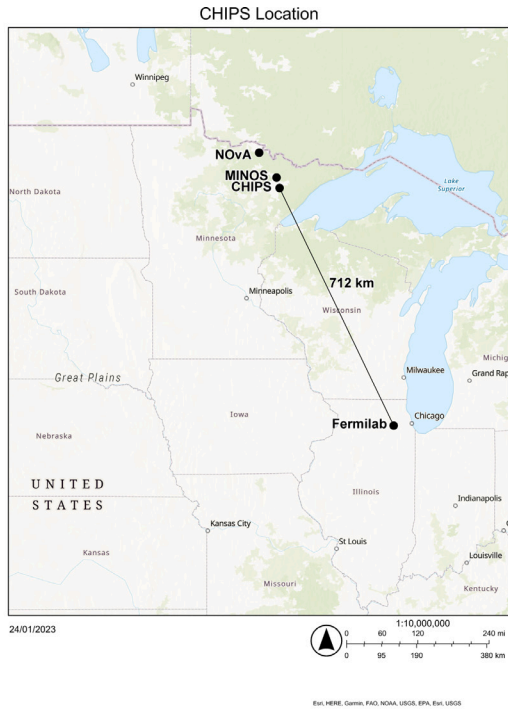 CHIPS Location
Winnipeg
NOvA
MINOS
CHIPS
Lake
Superior
North Dakota
Minnesota
South Dakota
Minneapolis
712 km
Wisconsin
Great Plains
Milwaukee
Michig
Grand Rap
Iowa
Fermilab
Chicago
Nebraska
UNITED
STATES
Illinois
Indianapolis
Kansas City
St Louis
Kansas
Louisville
Missouri
Kentucky
24/01/2023
1:10,000,000
0 60 120 240 mi
0 95 190 380 km
Esri, HERE, Garmin, FAO, NOAA, USGS, EPA, Esri, USGS